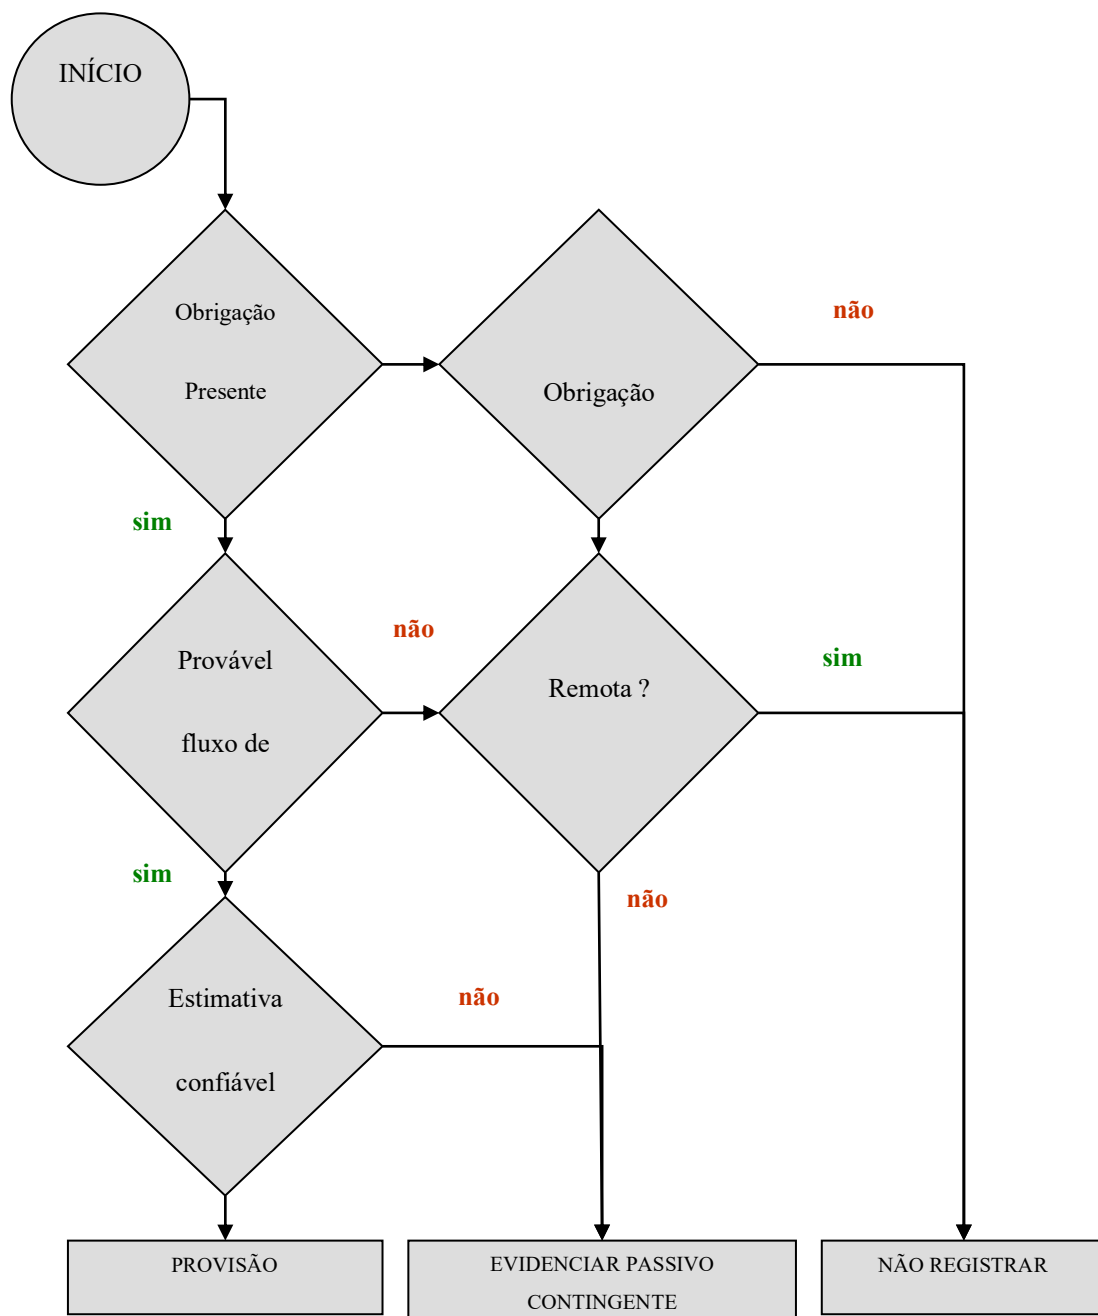 INÍCIO
Obrigação
Presente
Obrigação
não
sim
Provável
fluxo de
não
Remota ?
sim
sim
não
Estimativa
confiável
não
PROVISÃO
EVIDENCIAR PASSIVO
CONTINGENTE
NÃO REGISTRAR